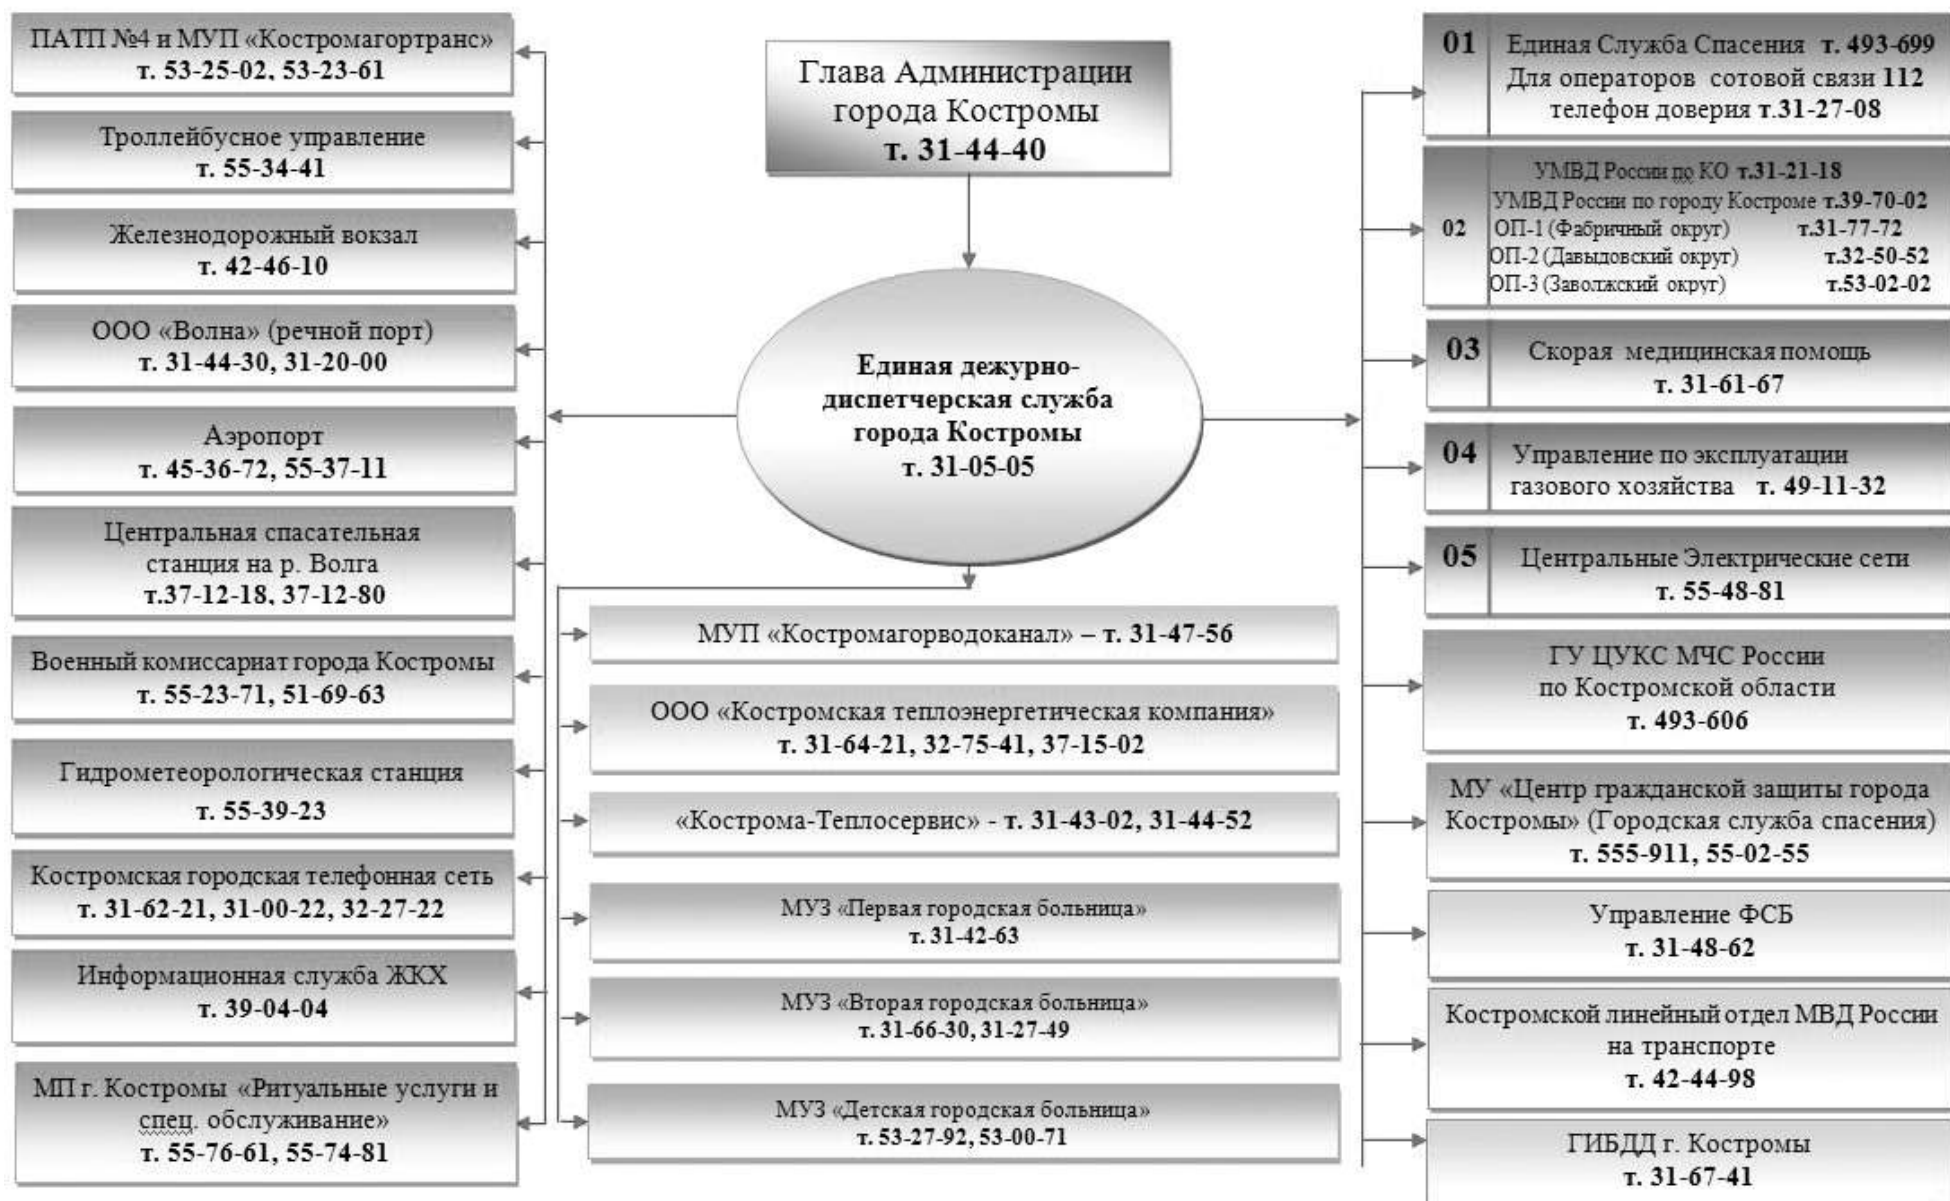 ПАТП №4 и МУП «Костромагортранс»
т. 53-25-02, 53-23-61
Троллейбусное управление
т. 55-34-41
Железнодорожный вокзал
т. 42-46-10
ООО «Волна» (речной порт)
т. 31-44-30, 31-20-00
Аэропорт
т. 45-36-72, 55-37-11
Центральная спасательная
станция на р. Волга
т.37-12-18, 37-12-80
Военный комиссариат города Костромы
т. 55-23-71, 51-69-63
Гидрометеорологическая станция
т. 55-39-23
Костромская городская телефонная сеть
т. 31-62-21, 31-00-22, 32-27-22
Информационная служба ЖКХ
т. 39-04-04
МП г. Костромы «Ритуальные услуги и
спец. обслуживание»
т. 55-76-61, 55-74-81
Глава Администрации
города Костромы
т. 31-44-40
Единая дежурно-
диспетчерская служба
города Костромы
т. 31-05-05
МУП «Костромагорводоканал» – т. 31-47-56
ООО «Костромская теплоэнергетическая компания»
т. 31-64-21, 32-75-41, 37-15-02
«Кострома-Теплосервис» - т. 31-43-02, 31-44-52
МУЗ «Первая городская больница»
т. 31-42-63
МУЗ «Вторая городская больница»
т. 31-66-30, 31-27-49
МУЗ «Детская городская больница»
т. 53-27-92, 53-00-71
01 Единая Служба Спасения т. 493-699
Для операторов сотовой связи 112
телефон доверия т.31-27-08
УМВД России по КО т.31-21-18
УМВД России по городу Костроме т.39-70-02
02 ОП-1 (Фабричный округ) т.31-77-72
ОП-2 (Давыдовский округ) т.32-50-52
ОП-3 (Заволжский округ) т.53-02-02
03 Скорая медицинская помощь
т. 31-61-67
04 Управление по эксплуатации
газового хозяйства т. 49-11-32
05 Центральные Электрические сети
т. 55-48-81
ГУ ЦУКС МЧС России
по Костромской области
т. 493-606
МУ «Центр гражданской защиты города
Костромы» (Городская служба спасения)
т. 555-911, 55-02-55
Управление ФСБ
т. 31-48-62
Костромской линейный отдел МВД России
на транспорте
т. 42-44-98
ГИБДД г. Костромы
т. 31-67-41